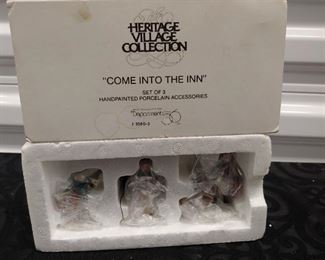 HERITAGE
VILLAGE
COLLECTION
"COME INTO THE INN"
SET OF 3
HANDPAINTED PORCELAIN ACCESSORIES
Department 56